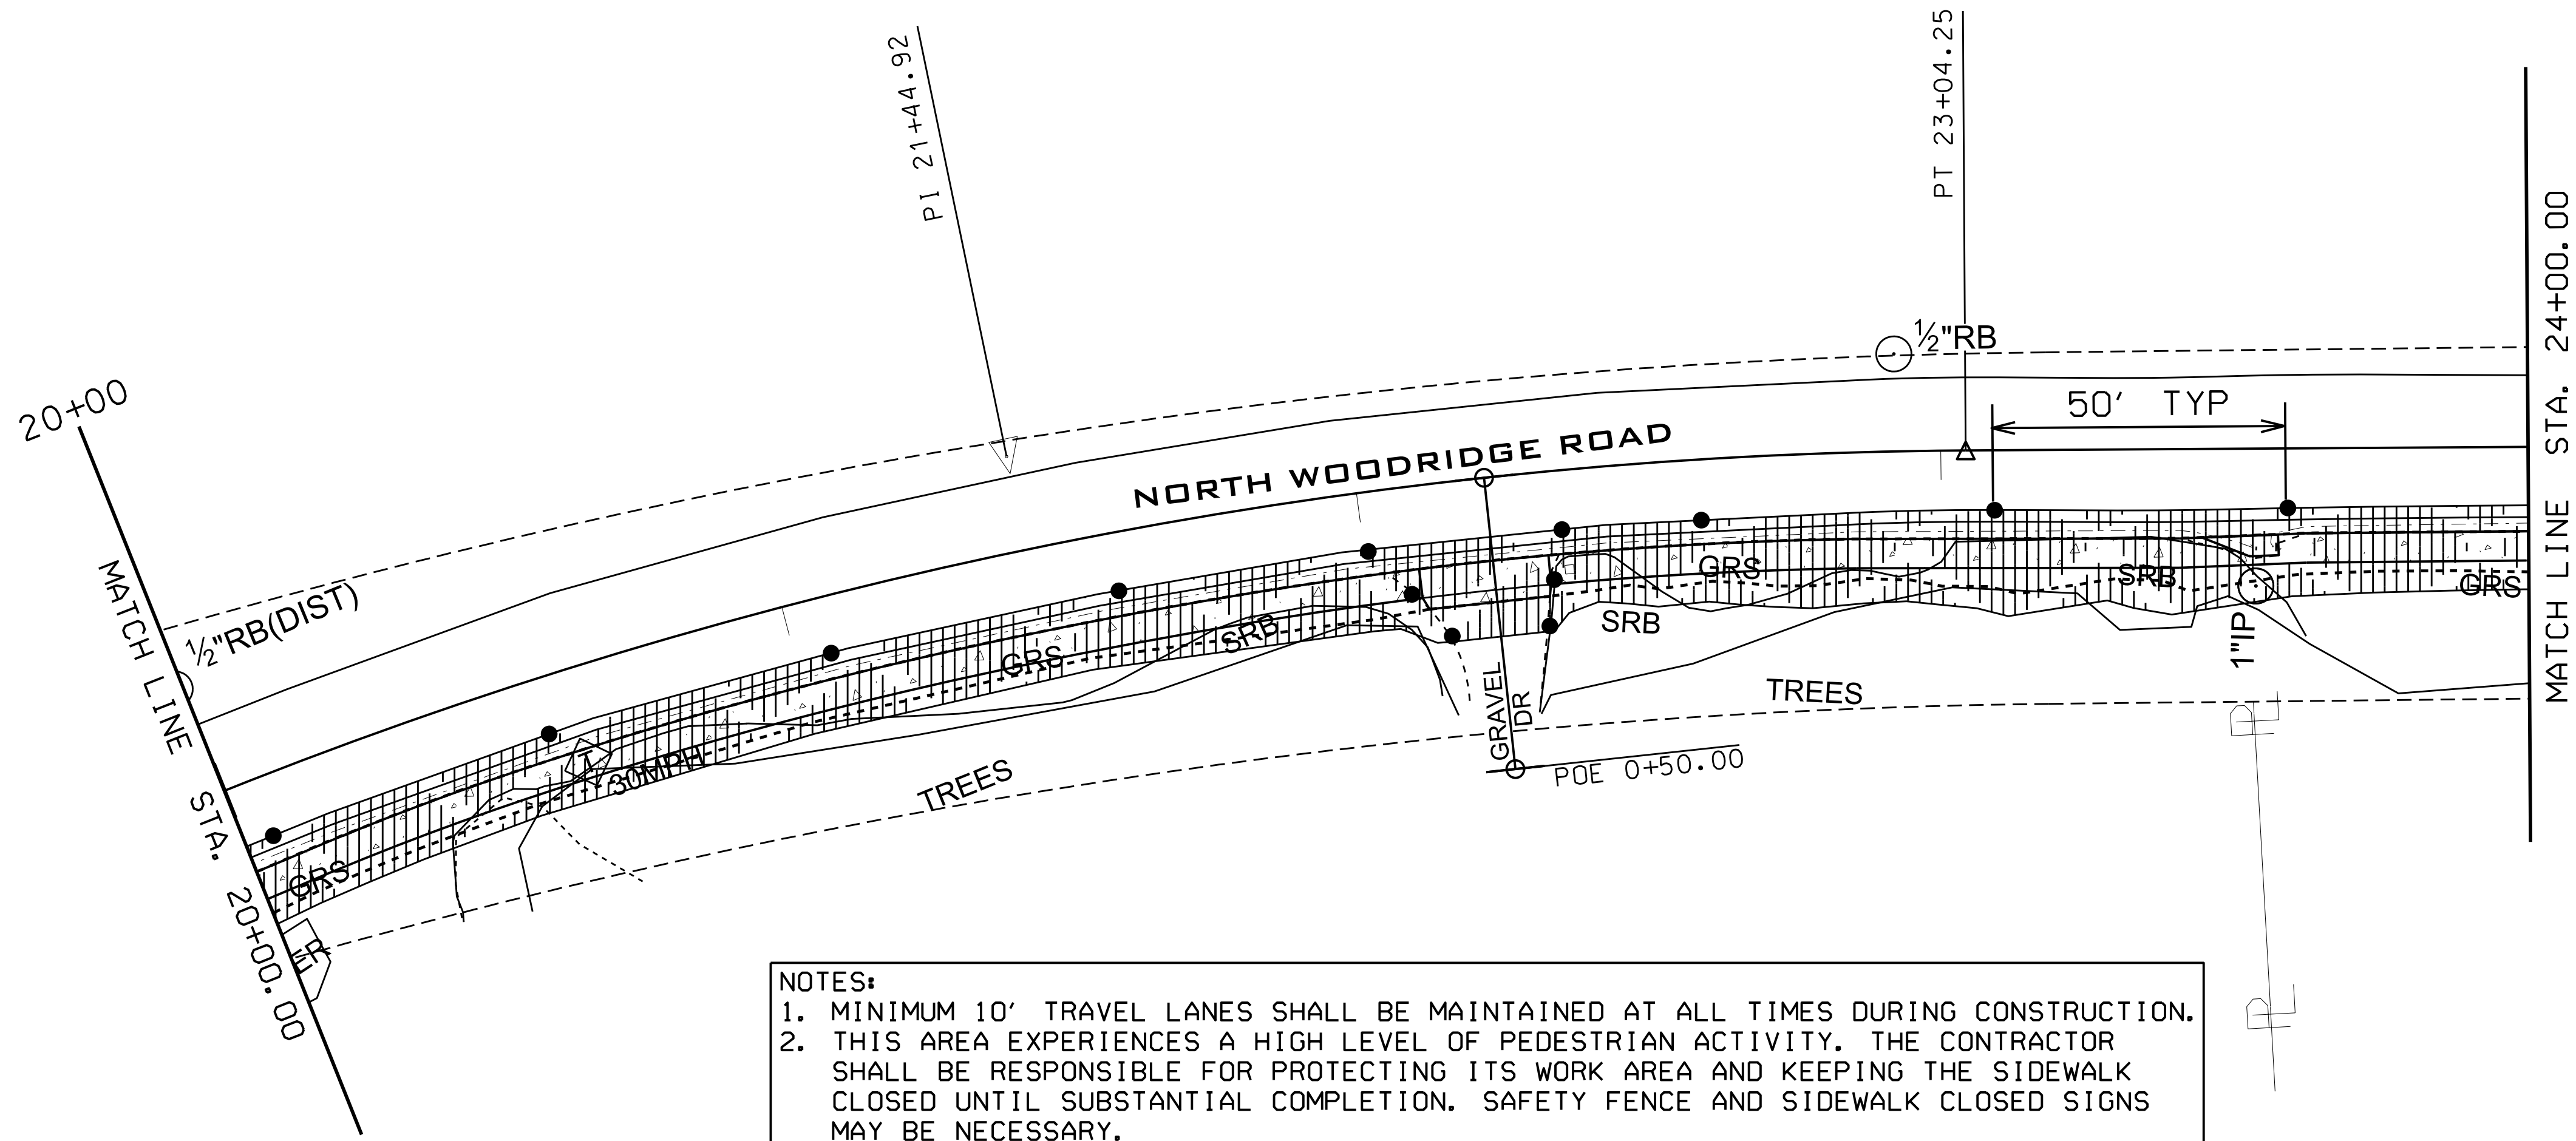 PI 21+44.92
PT 23+04.25
20+00
½"RB
50' TYP
NORTH WOODRIDGE ROAD
MATCH LINE STA. 24+00.00
MATCH LINE STA. 20+00.00
½"RB(DIST)
GRS
SRB
GRS
SRB
GRS
SRB
GRS
30MPH
1"IP
TREES
TREES
GRAVEL
DR
POE 0+50.00
P
P
NOTES:
1. MINIMUM 10' TRAVEL LANES SHALL BE MAINTAINED AT ALL TIMES DURING CONSTRUCTION.
2. THIS AREA EXPERIENCES A HIGH LEVEL OF PEDESTRIAN ACTIVITY. THE CONTRACTOR
SHALL BE RESPONSIBLE FOR PROTECTING ITS WORK AREA AND KEEPING THE SIDEWALK
CLOSED UNTIL SUBSTANTIAL COMPLETION. SAFETY FENCE AND SIDEWALK CLOSED SIGNS
MAY BE NECESSARY.